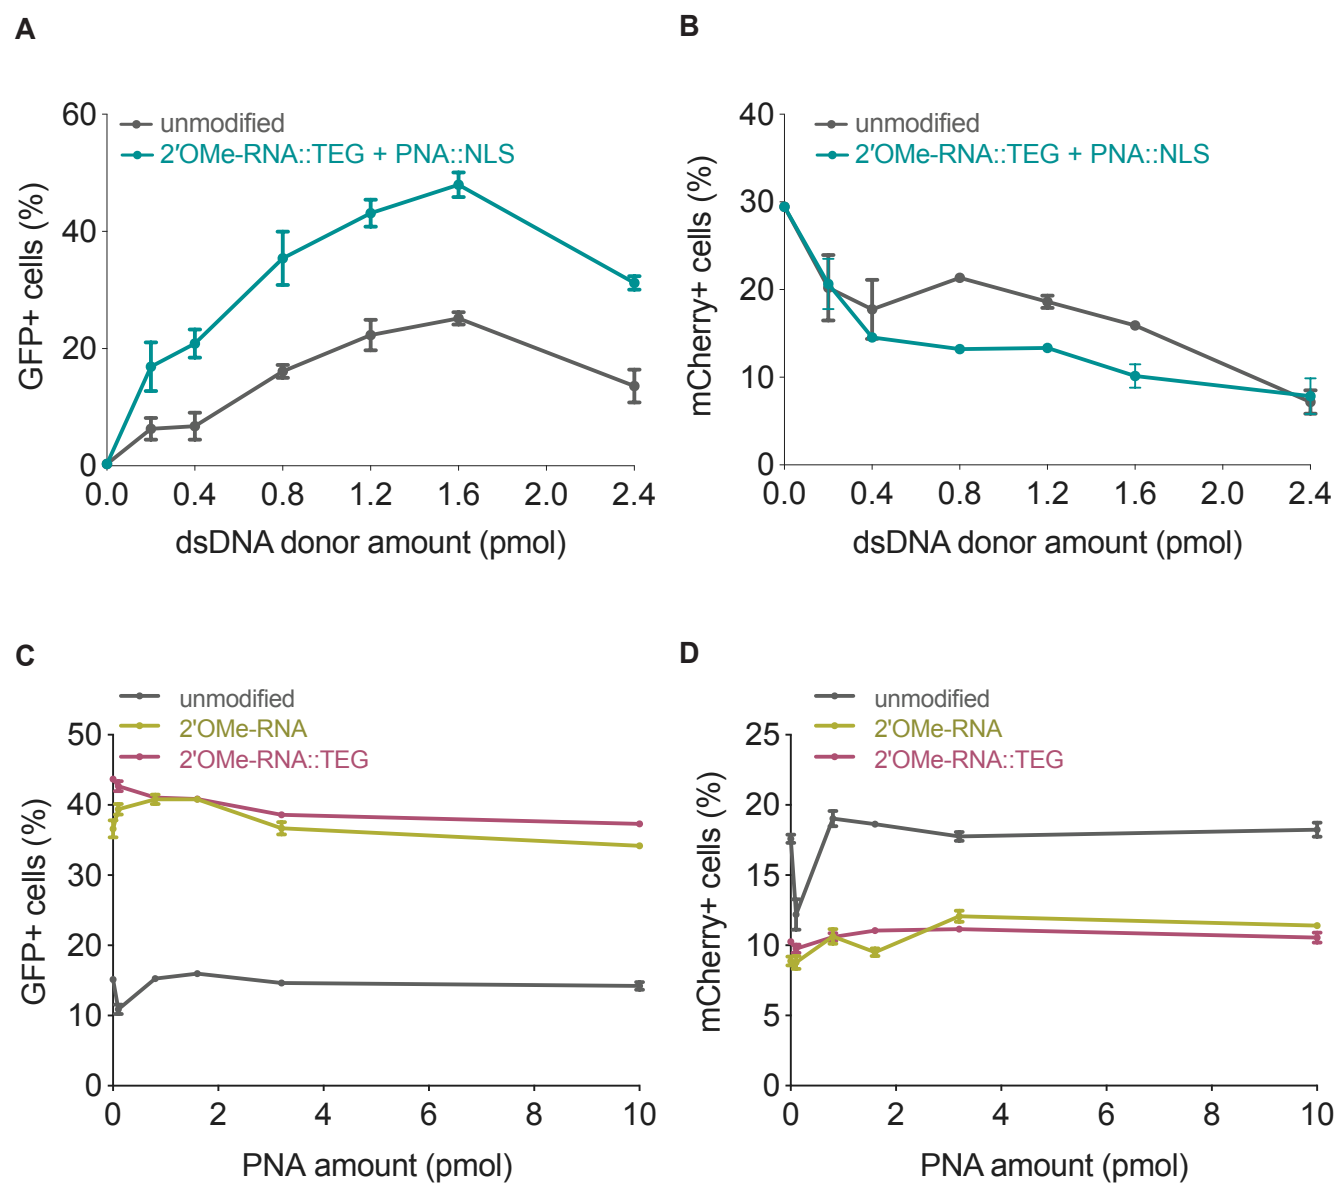 A
60
40
20
0
GFP+ cells (%)
unmodified
2′OMe-RNA::TEG + PNA::NLS
0.0 0.4 0.8 1.2 1.6 2.0 2.4
dsDNA donor amount (pmol)
B
40
30
20
10
0
mCherry+ cells (%)
unmodified
2′OMe-RNA::TEG + PNA::NLS
0.0 0.4 0.8 1.2 1.6 2.0 2.4
dsDNA donor amount (pmol)
C
unmodified
2'OMe-RNA
2'OMe-RNA::TEG
50
40
30
20
10
0
GFP+ cells (%)
0 2 4 6 8 10
PNA amount (pmol)
D
unmodified
2'OMe-RNA
2'OMe-RNA::TEG
25
20
15
10
5
0
mCherry+ cells (%)
0 2 4 6 8 10
PNA amount (pmol)